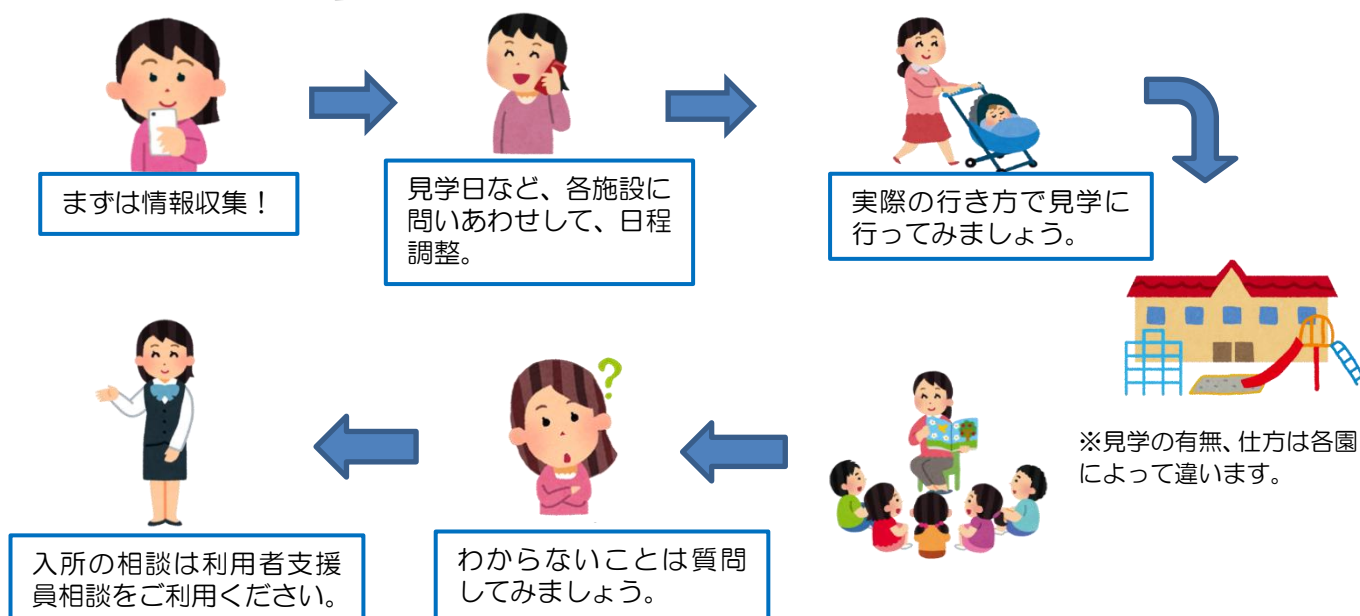 まずは情報収集！
見学日など、各施設に
問いあわせして、日程
調整。
実際の行き方で見学に
行ってみましょう。
※見学の有無、仕方は各園
によって違います。
わからないことは質問
してみましょう。
入所の相談は利用者支援
員相談をご利用ください。